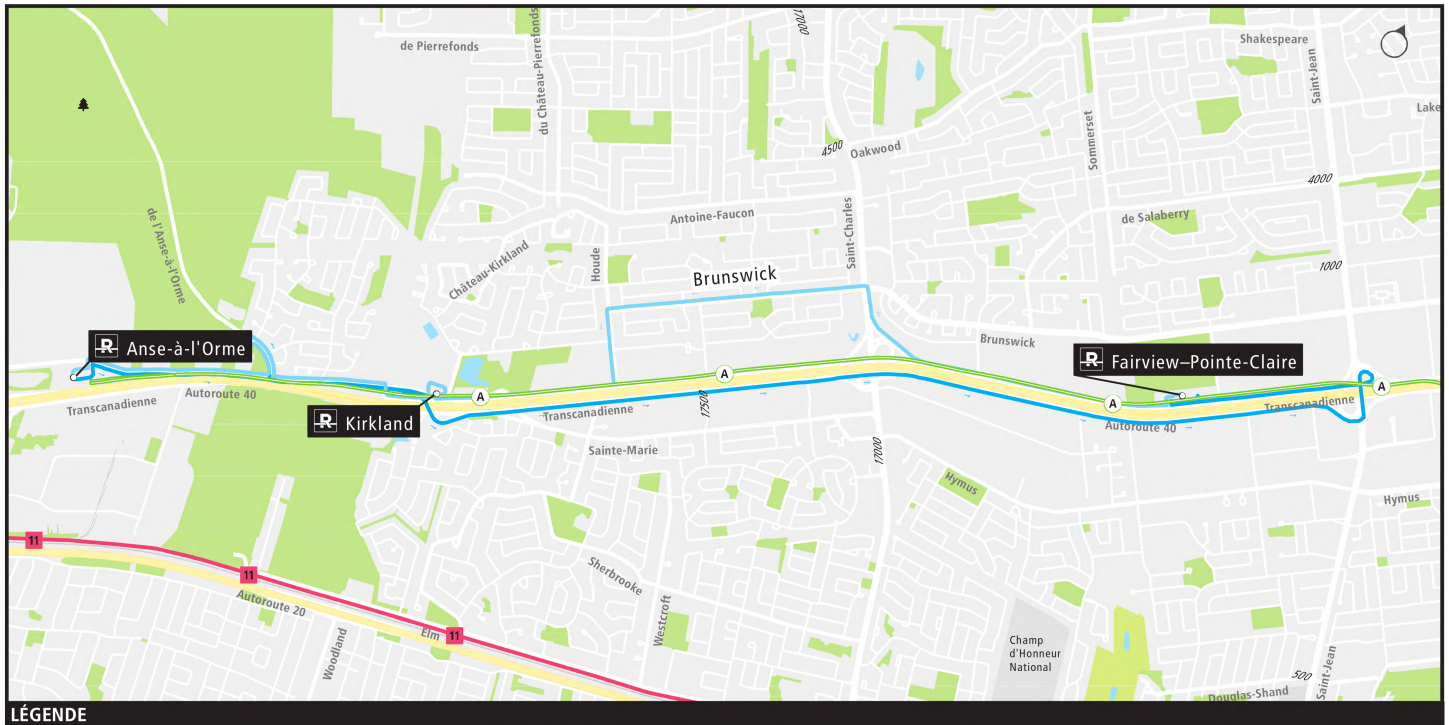 17000
de Pierrefonds
du Château-Pierrefonds
Shakespeare
Saint-Jean
Lake
Sommerset
4500
Oakwood
4000
de l'Anse-à-l'Orme
Antoine-Faucon
Saint-Charles
de Salaberry
Houde
Château-Kirkland
Brunswick
1000
R Anse-à-l'Orme
Brunswick
R Fairview–Pointe-Claire
A
A
A
A
Autoroute 40
Transcanadienne
R Kirkland
Transcanadienne
17500
Transcanadienne
Autoroute 40
Sainte-Marie
17000
Hymus
Hymus
11
11
11
Autoroute 20
Elm
Woodland
Sherbrooke
Westcroft
Champ
d'Honneur
National
500
Saint-Jean
Douglas-Shand
LÉGENDE